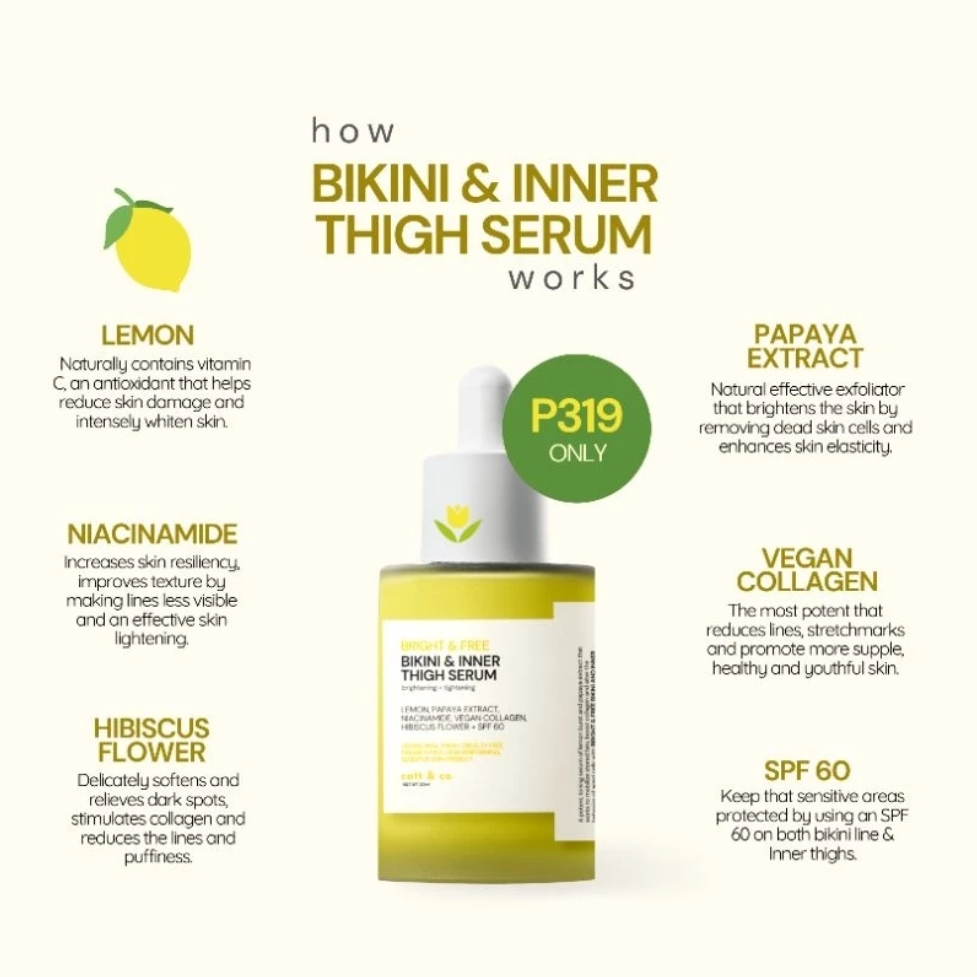 how
BIKINI & INNER
THIGH SERUM
works
LEMON
Naturally contains vitamin
C, an antioxidant that helps
reduce skin damage and
intensely whiten skin.
NIACINAMIDE
Increases skin resiliency,
improves texture by
making lines less visible
and an effective skin
lightening.
HIBISCUS
FLOWER
Delicately softens and
relieves dark spots,
stimulates collagen and
reduces the lines and
puffiness.
P319
ONLY
BRIGHT & FREE
BIKINI & INNER
THIGH SERUM
brightening + tightening
LEMON, PAPAYA EXTRACT,
NIACINAMIDE, VEGAN COLLAGEN,
HIBISCUS FLOWER + SPF 60
PAPAYA
EXTRACT
Natural effective exfoliator
that brightens the skin by
removing dead skin cells and
enhances skin elasticity.
VEGAN
COLLAGEN
The most potent that
reduces lines, stretchmarks
and promote more supple,
healthy and youthful skin.
SPF 60
Keep that sensitive areas
protected by using an SPF
60 on both bikini line &
Inner thighs.